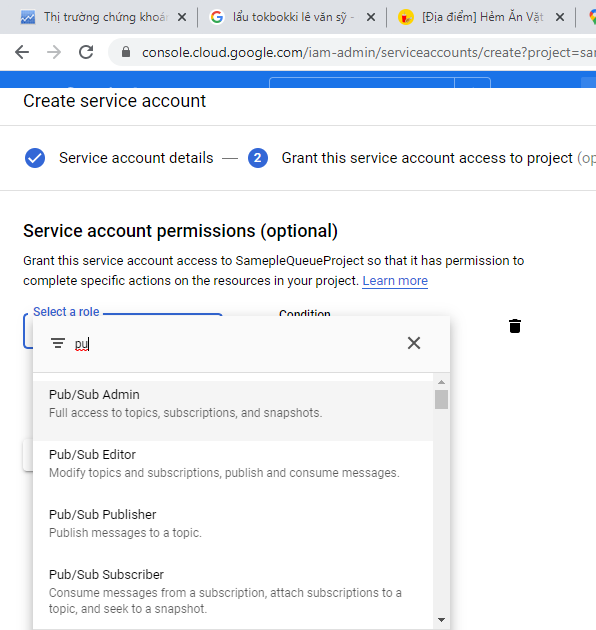 Thị trường chứng khoán
lẩu tokbokki lê văn sỹ -
[Địa điểm] Hẻm Ăn Vặt
console.cloud.google.com/iam-admin/serviceaccounts/create?project=sam
Create service account
Service account details
2 Grant this service account access to project (op
Service account permissions (optional)
Grant this service account access to SamepleQueueProject so that it has permission to
complete specific actions on the resources in your project. Learn more
Select a role
Condition
pu
Pub/Sub Admin
Full access to topics, subscriptions, and snapshots.
Pub/Sub Editor
Modify topics and subscriptions, publish and consume messages.
Pub/Sub Publisher
Publish messages to a topic.
Pub/Sub Subscriber
Consume messages from a subscription, attach subscriptions to a
topic, and seek to a snapshot.